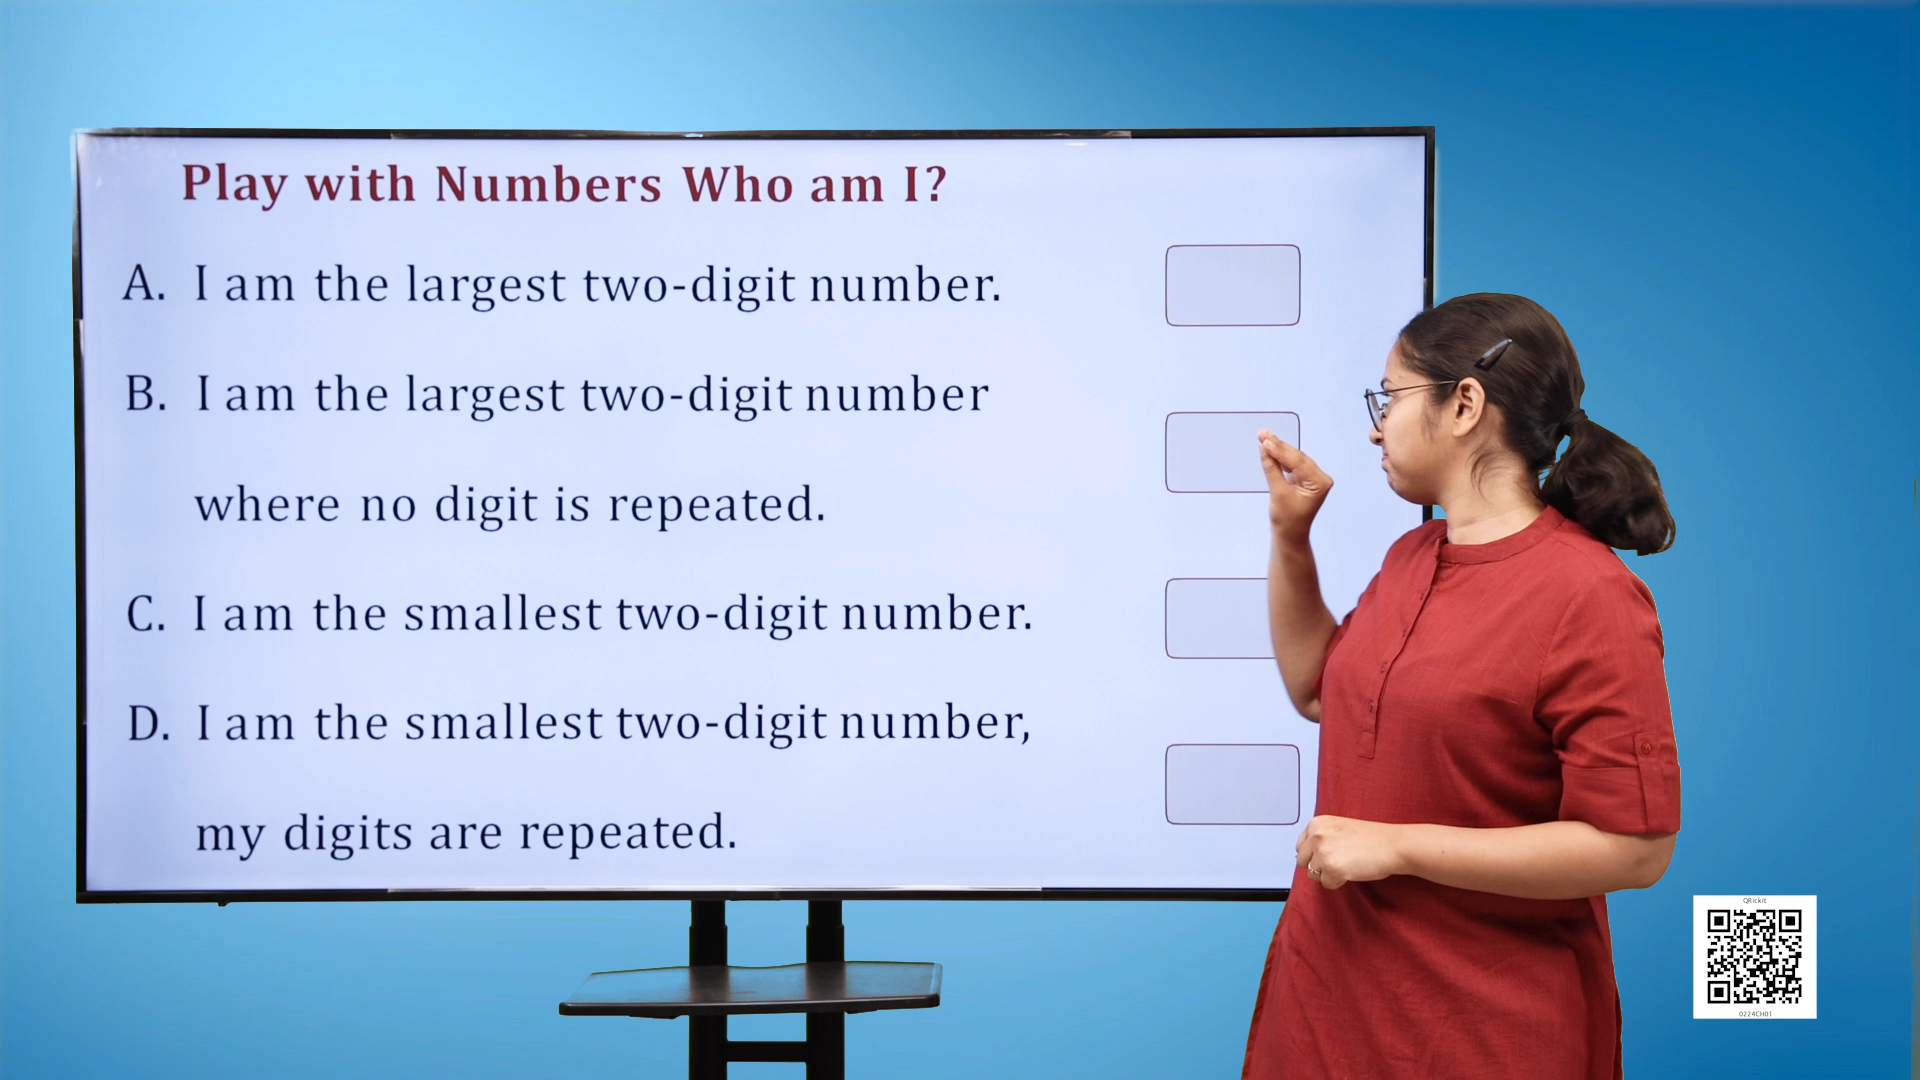 Play with Numbers Who am I?
A. I am the largest two-digit number.
B. I am the largest two-digit number
where no digit is repeated.
C. I am the smallest two-digit number.
D. I am the smallest two-digit number,
my digits are repeated.
QRickit
0224CH01